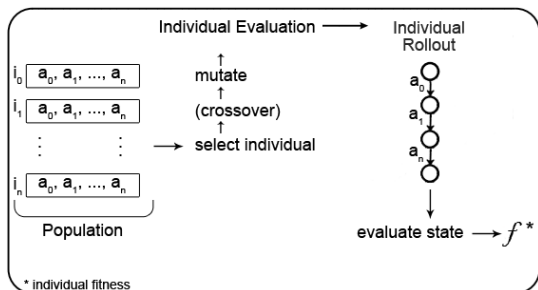 Individual Evaluation
Individual
Rollout
mutate
(crossover)
select individual
i₀ a₀, a₁, ..., aₙ
i₁ a₀, a₁, ..., aₙ
iₙ a₀, a₁, ..., aₙ
Population
a₀
a₁
aₙ
evaluate state
f *
* individual fitness